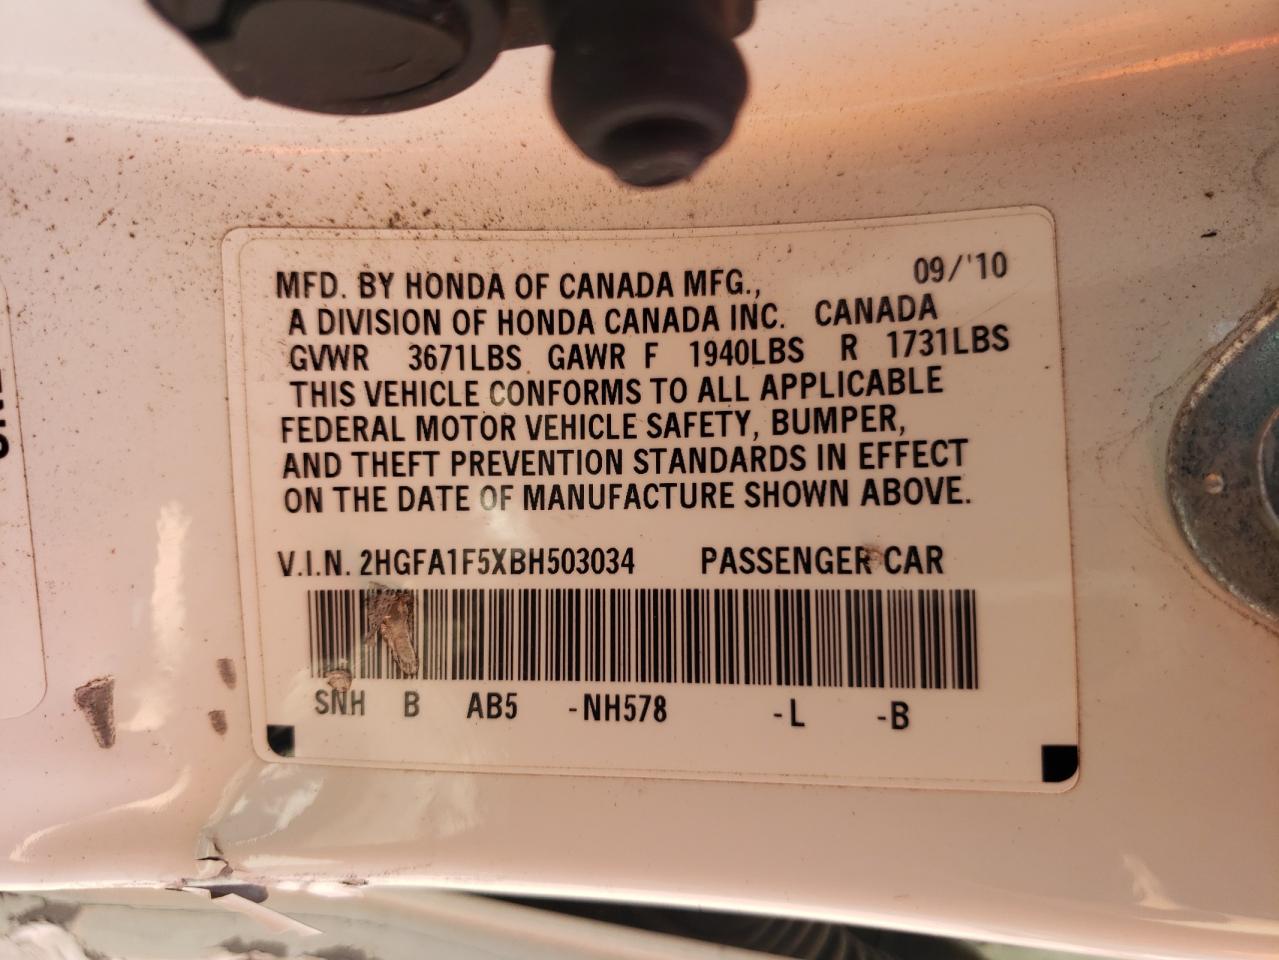 MFD. BY HONDA OF CANADA MFG., 09/'10
A DIVISION OF HONDA CANADA INC. CANADA
GVWR 3671LBS GAWR F 1940LBS R 1731LBS
THIS VEHICLE CONFORMS TO ALL APPLICABLE
FEDERAL MOTOR VEHICLE SAFETY, BUMPER,
AND THEFT PREVENTION STANDARDS IN EFFECT
ON THE DATE OF MANUFACTURE SHOWN ABOVE.
V.I.N. 2HGFA1F5XBH503034 PASSENGER CAR
SNH B AB5 -NH578 -L -B